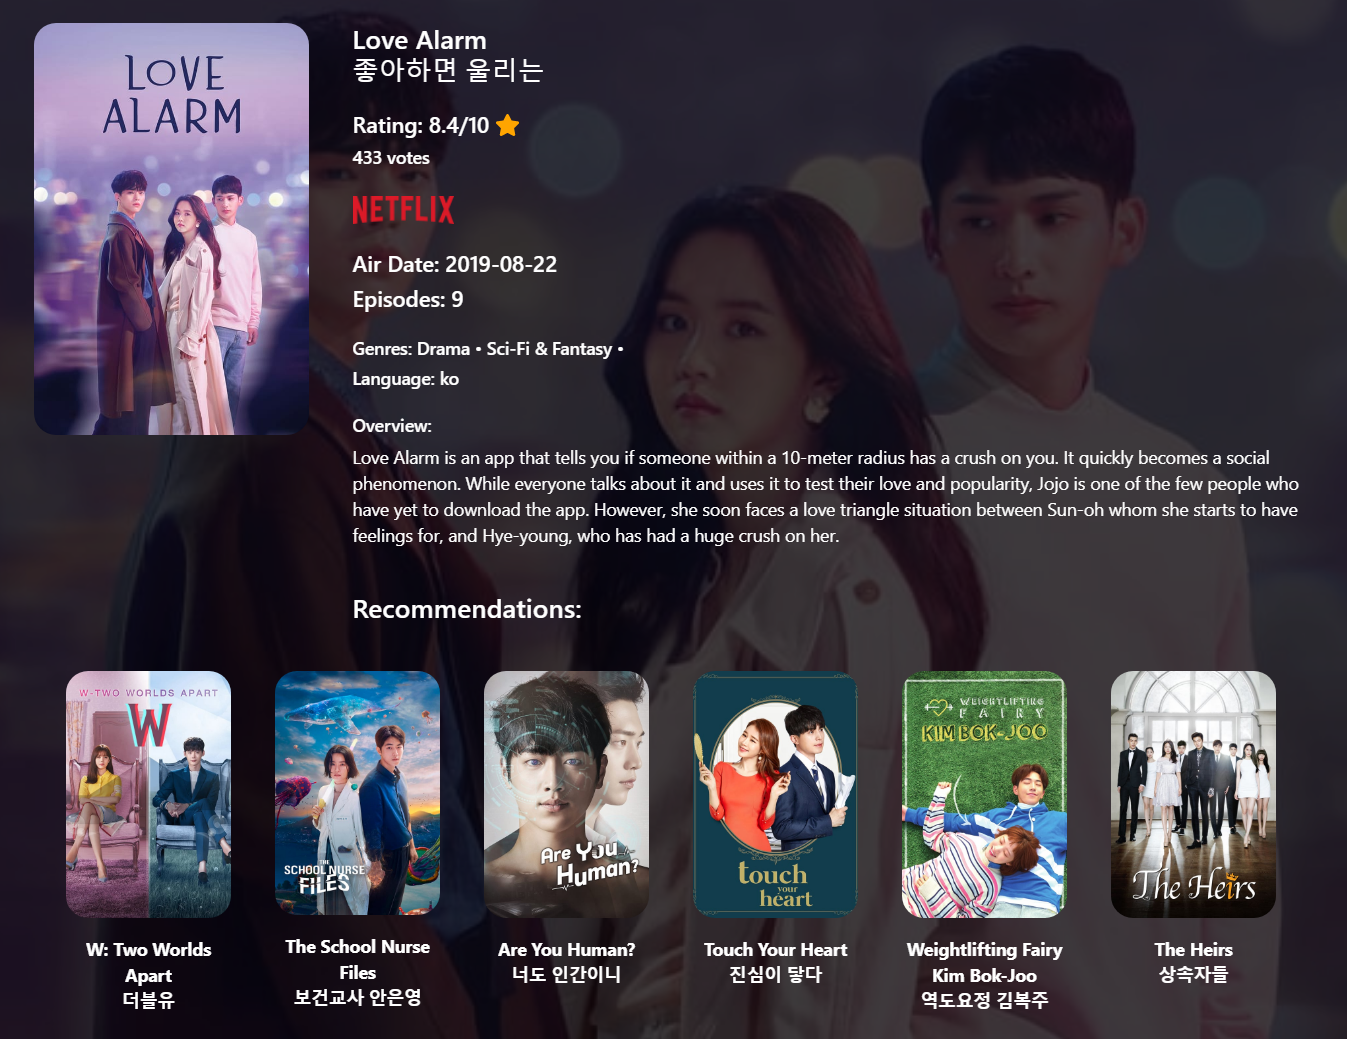 LOVE
ALARM
Love Alarm
좋아하면 울리는
Rating: 8.4/10
433 votes
NETFLIX
Air Date: 2019-08-22
Episodes: 9
Genres: Drama • Sci-Fi & Fantasy •
Language: ko
Overview:
Love Alarm is an app that tells you if someone within a 10-meter radius has a crush on you. It quickly becomes a social
phenomenon. While everyone talks about it and uses it to test their love and popularity, Jojo is one of the few people who
have yet to download the app. However, she soon faces a love triangle situation between Sun-oh whom she starts to have
feelings for, and Hye-young, who has had a huge crush on her.
Recommendations:
W-TWO WORLDS APART
W
THE
SCHOOL NURSE
FILES
Are You
Human?
touch
your
heart
WEIGHTLIFTING
FAIRY
KIM BOK-JOO
The Heirs
W: Two Worlds
Apart
더블유
The School Nurse
Files
보건교사 안은영
Are You Human?
너도 인간이니
Touch Your Heart
진심이 닿다
Weightlifting Fairy
Kim Bok-Joo
역도요정 김복주
The Heirs
상속자들